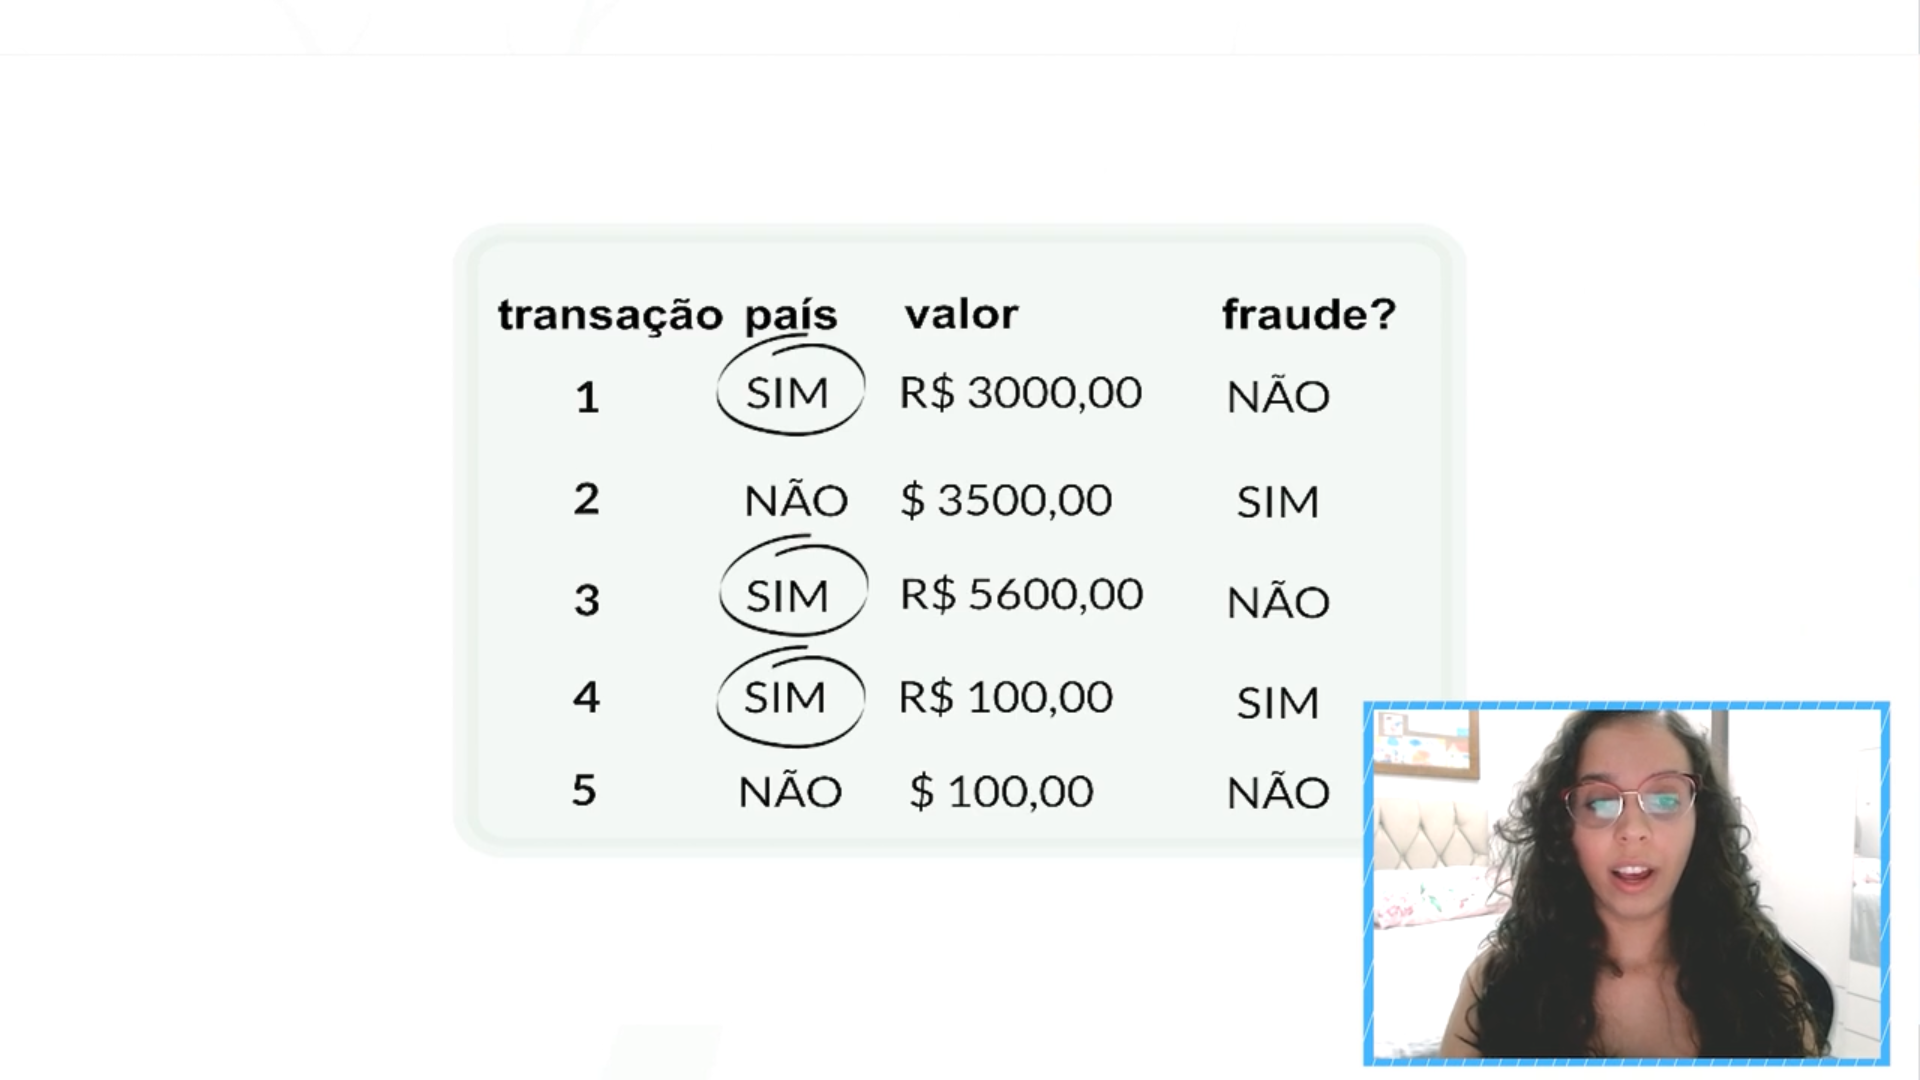 transação país valor fraude?
1 SIM R$ 3000,00 NÃO
2 NÃO $ 3500,00 SIM
3 SIM R$ 5600,00 NÃO
4 SIM R$ 100,00 SIM
5 NÃO $ 100,00 NÃO